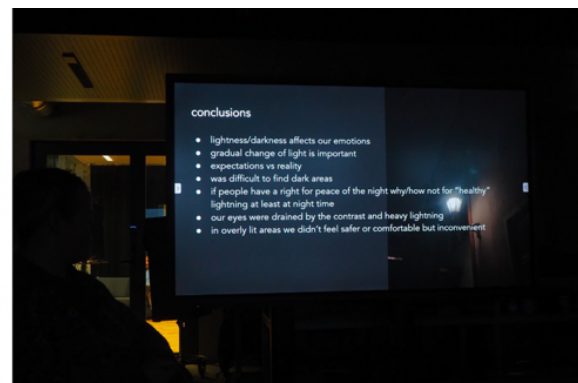 conclusions
• lightness/darkness affects our emotions
• gradual change of light is important
• expectations vs reality
• was difficult to find dark areas
• if people have a right for peace of the night why/how not for "healthy"
lightning at least at night time
• our eyes were drained by the contrast and heavy lightning
• in overly lit areas we didn't feel safer or comfortable but inconvenient